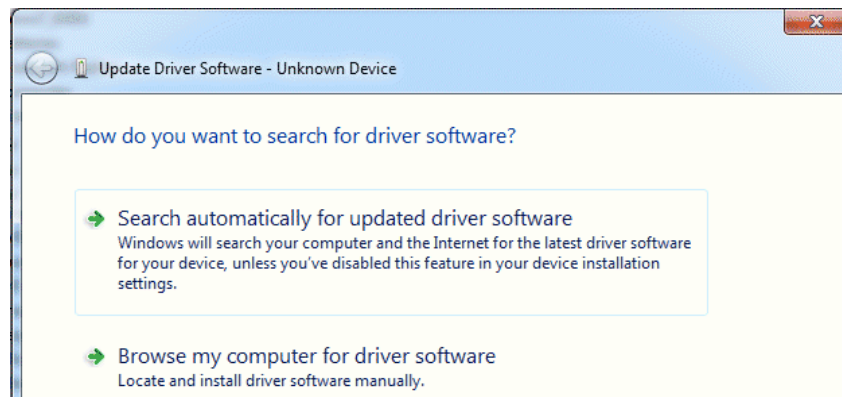 Update Driver Software - Unknown Device
How do you want to search for driver software?
Search automatically for updated driver software
Windows will search your computer and the Internet for the latest driver software
for your device, unless you've disabled this feature in your device installation
settings.
Browse my computer for driver software
Locate and install driver software manually.